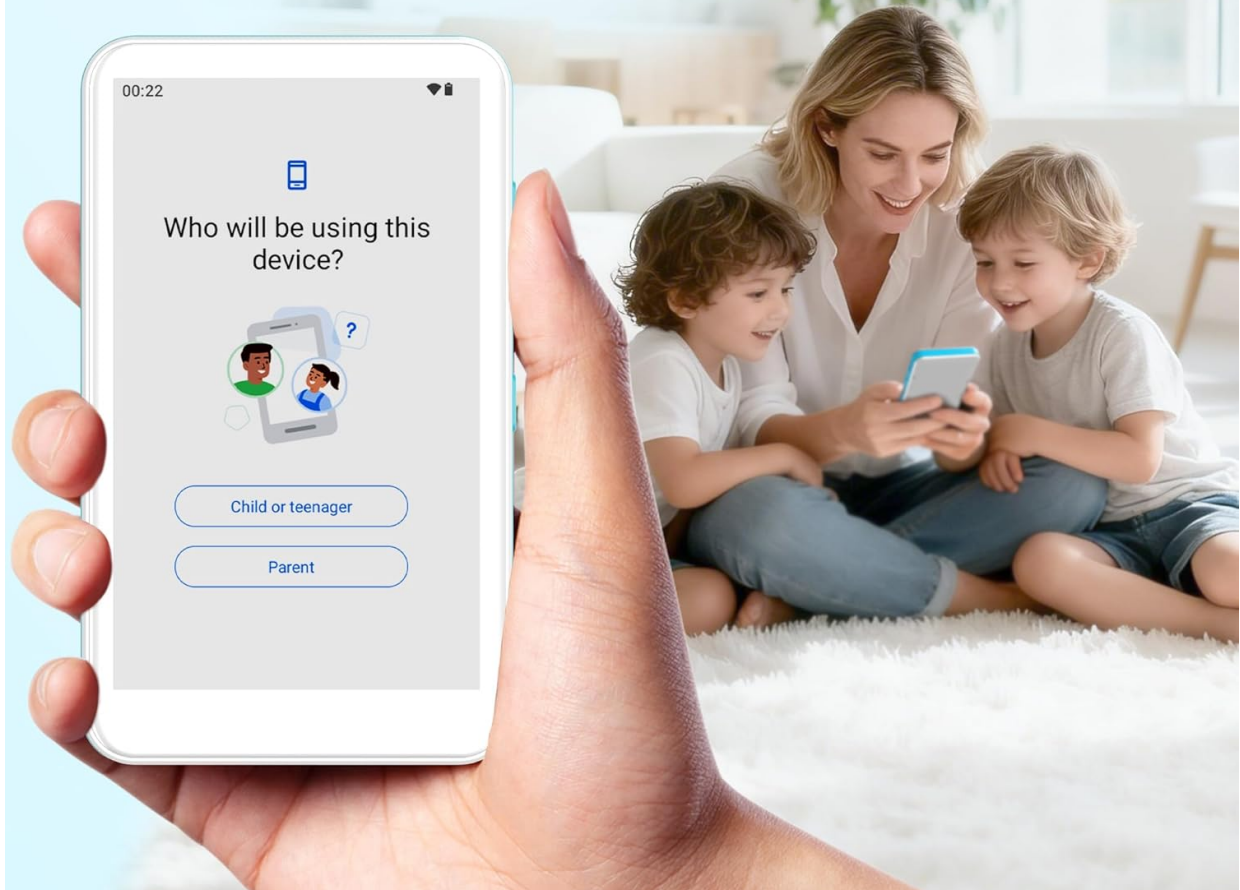 00:22
Who will be using this
device?
?
Child or teenager
Parent